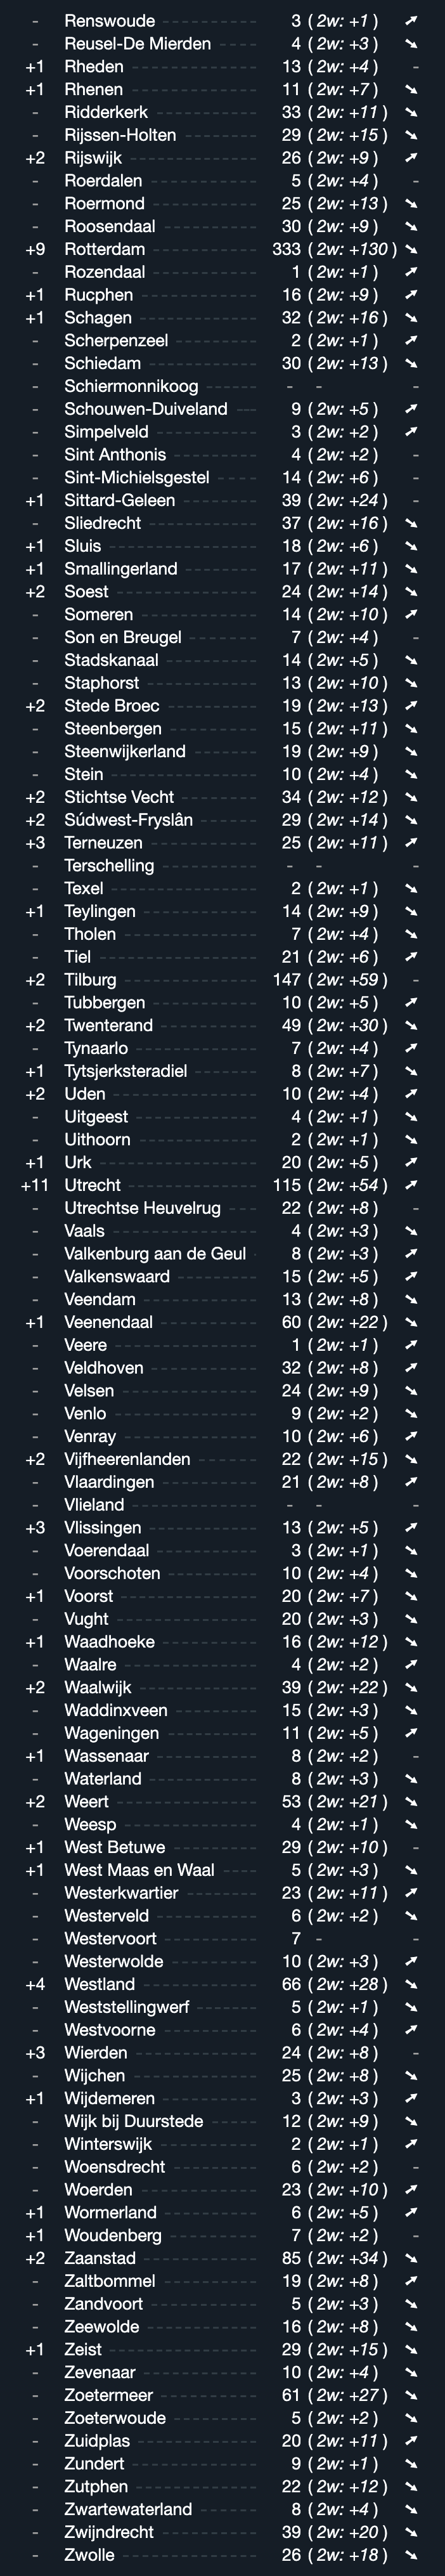 - Renswoude 3 (2w: +1) ➚
- Reusel-De Mierden 4 (2w: +3) ➘
+1 Rheden 13 (2w: +4) -
+1 Rhenen 11 (2w: +7) ➘
- Ridderkerk 33 (2w: +11) ➘
- Rijssen-Holten 29 (2w: +15) ➘
+2 Rijswijk 26 (2w: +9) ➚
- Roerdalen 5 (2w: +4) -
- Roermond 25 (2w: +13) ➘
- Roosendaal 30 (2w: +9) ➘
+9 Rotterdam 333 (2w: +130) ➘
- Rozendaal 1 (2w: +1) ➚
+1 Rucphen 16 (2w: +9) ➚
+1 Schagen 32 (2w: +16) ➘
- Scherpenzeel 2 (2w: +1) ➚
- Schiedam 30 (2w: +13) ➘
- Schiermonnikoog - - -
- Schouwen-Duiveland 9 (2w: +5) ➚
- Simpelveld 3 (2w: +2) ➚
- Sint Anthonis 4 (2w: +2) -
- Sint-Michielsgestel 14 (2w: +6) -
+1 Sittard-Geleen 39 (2w: +24) -
- Sliedrecht 37 (2w: +16) ➘
+1 Sluis 18 (2w: +6) ➘
+1 Smallingerland 17 (2w: +11) ➘
+2 Soest 24 (2w: +14) ➘
- Someren 14 (2w: +10) ➚
- Son en Breugel 7 (2w: +4) -
- Stadskanaal 14 (2w: +5) ➘
- Staphorst 13 (2w: +10) ➘
+2 Stede Broec 19 (2w: +13) ➚
- Steenbergen 15 (2w: +11) ➘
- Steenwijkerland 19 (2w: +9) ➘
- Stein 10 (2w: +4) ➘
+2 Stichtse Vecht 34 (2w: +12) ➘
+2 Súdwest-Fryslân 29 (2w: +14) ➘
+3 Terneuzen 25 (2w: +11) ➚
- Terschelling - - -
- Texel 2 (2w: +1) ➘
+1 Teylingen 14 (2w: +9) ➘
- Tholen 7 (2w: +4) ➘
- Tiel 21 (2w: +6) ➚
+2 Tilburg 147 (2w: +59) -
- Tubbergen 10 (2w: +5) ➚
+2 Twenterand 49 (2w: +30) ➘
- Tynaarlo 7 (2w: +4) ➚
+1 Tytsjerksteradiel 8 (2w: +7) ➘
+2 Uden 10 (2w: +4) ➚
- Uitgeest 4 (2w: +1) ➘
- Uithoorn 2 (2w: +1) ➘
+1 Urk 20 (2w: +5) ➚
+11 Utrecht 115 (2w: +54) ➚
- Utrechtse Heuvelrug 22 (2w: +8) -
- Vaals 4 (2w: +3) ➘
- Valkenburg aan de Geul 8 (2w: +3) ➚
- Valkenswaard 15 (2w: +5) ➚
- Veendam 13 (2w: +8) ➘
+1 Veenendaal 60 (2w: +22) ➘
- Veere 1 (2w: +1) ➚
- Veldhoven 32 (2w: +8) ➚
- Velsen 24 (2w: +9) ➘
- Venlo 9 (2w: +2) ➘
- Venray 10 (2w: +6) ➚
+2 Vijfheerenlanden 22 (2w: +15) ➘
- Vlaardingen 21 (2w: +8) ➚
- Vlieland - - -
+3 Vlissingen 13 (2w: +5) ➚
- Voerendaal 3 (2w: +1) ➘
- Voorschoten 10 (2w: +4) ➘
+1 Voorst 20 (2w: +7) ➘
- Vught 20 (2w: +3) ➘
+1 Waadhoeke 16 (2w: +12) ➘
- Waalre 4 (2w: +2) ➚
+2 Waalwijk 39 (2w: +22) ➘
- Waddinxveen 15 (2w: +3) ➘
- Wageningen 11 (2w: +5) ➚
+1 Wassenaar 8 (2w: +2) -
- Waterland 8 (2w: +3) ➘
+2 Weert 53 (2w: +21) ➘
- Weesp 4 (2w: +1) ➘
+1 West Betuwe 29 (2w: +10) -
+1 West Maas en Waal 5 (2w: +3) ➘
- Westerkwartier 23 (2w: +11) ➚
- Westerveld 6 (2w: +2) ➘
- Westervoort 7 - -
- Westerwolde 10 (2w: +3) ➚
+4 Westland 66 (2w: +28) ➘
- Weststellingwerf 5 (2w: +1) ➘
- Westvoorne 6 (2w: +4) ➚
+3 Wierden 24 (2w: +8) -
- Wijchen 25 (2w: +8) ➘
+1 Wijdemeren 3 (2w: +3) ➚
- Wijk bij Duurstede 12 (2w: +9) ➘
- Winterswijk 2 (2w: +1) ➚
- Woensdrecht 6 (2w: +2) -
- Woerden 23 (2w: +10) ➚
+1 Wormerland 6 (2w: +5) ➚
+1 Woudenberg 7 (2w: +2) -
+2 Zaanstad 85 (2w: +34) ➘
- Zaltbommel 19 (2w: +8) ➚
- Zandvoort 5 (2w: +3) ➘
- Zeewolde 16 (2w: +8) ➘
+1 Zeist 29 (2w: +15) ➘
- Zevenaar 10 (2w: +4) ➘
- Zoetermeer 61 (2w: +27) ➘
- Zoeterwoude 5 (2w: +2) ➘
- Zuidplas 20 (2w: +11) ➚
- Zundert 9 (2w: +1) ➘
- Zutphen 22 (2w: +12) ➘
- Zwartewaterland 8 (2w: +4) ➘
- Zwijndrecht 39 (2w: +20) ➘
- Zwolle 26 (2w: +18) ➘